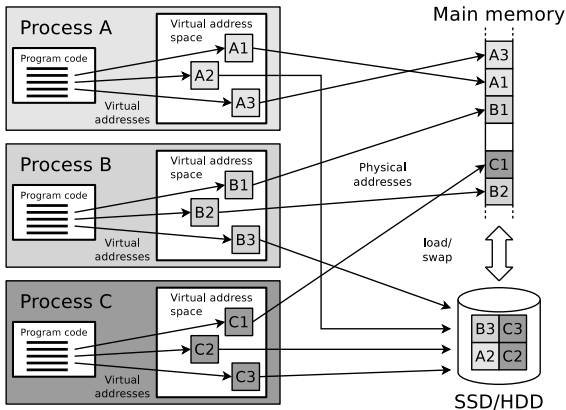 Process A
Program code
Virtual addresses
Virtual address space
A1
A2
A3
Process B
Program code
Virtual addresses
Virtual address space
B1
B2
B3
Process C
Program code
Virtual addresses
Virtual address space
C1
C2
C3
Physical addresses
Main memory
A3
A1
B1
C1
B2
load/
swap
B3 C3
A2 C2
SSD/HDD